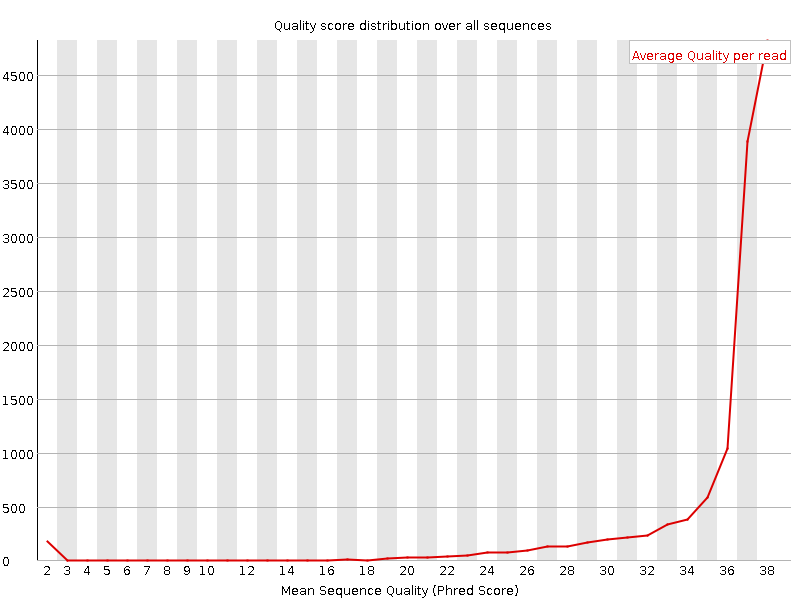 Quality score distribution over all sequences
Average Quality per read
4500
4000
3500
3000
2500
2000
1500
1000
500
0
2 3 4 5 6 7 8 9 10 12 14 16 18 20 22 24 26 28 30 32 34 36 38
Mean Sequence Quality (Phred Score)